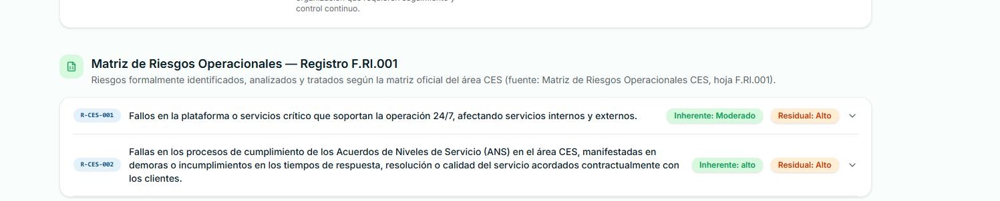 control continuo.
Matriz de Riesgos Operacionales — Registro F.RI.001
Riesgos formalmente identificados, analizados y tratados según la matriz oficial del área CES (fuente: Matriz de Riesgos Operacionales CES, hoja F.RI.001).
R-CES-001
Fallos en la plataforma o servicios crítico que soportan la operación 24/7, afectando servicios internos y externos.
Inherente: Moderado
Residual: Alto
R-CES-002
Fallas en los procesos de cumplimiento de los Acuerdos de Niveles de Servicio (ANS) en el área CES, manifestadas en
demoras o incumplimientos en los tiempos de respuesta, resolución o calidad del servicio acordados contractualmente con
los clientes.
Inherente: alto
Residual: Alto